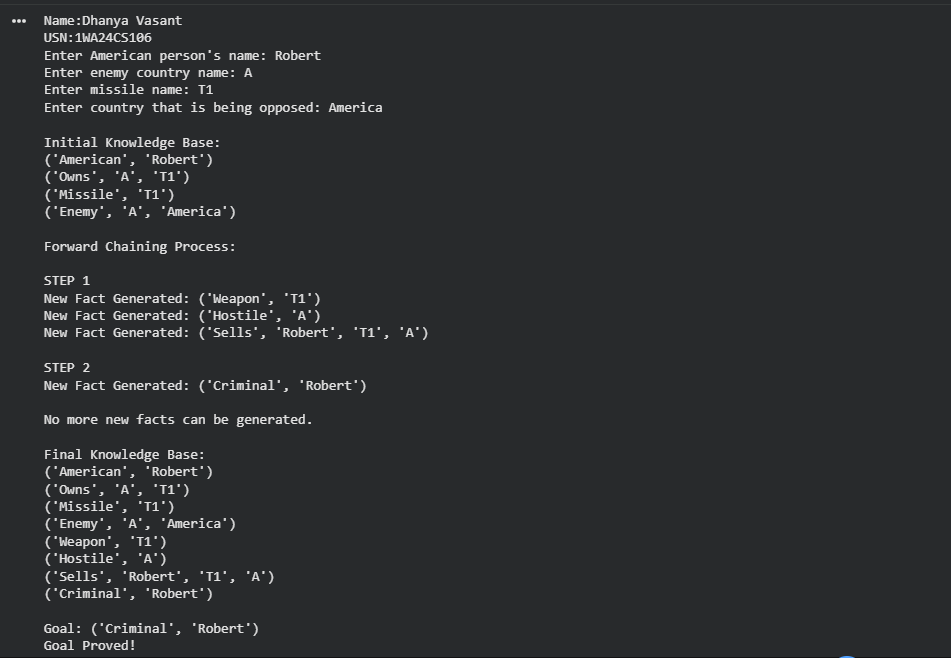 Name:Dhanya Vasant
USN:1WA24CS106
Enter American person's name: Robert
Enter enemy country name: A
Enter missile name: T1
Enter country that is being opposed: America
Initial Knowledge Base:
('American', 'Robert')
('Owns', 'A', 'T1')
('Missile', 'T1')
('Enemy', 'A', 'America')
Forward Chaining Process:
STEP 1
New Fact Generated: ('Weapon', 'T1')
New Fact Generated: ('Hostile', 'A')
New Fact Generated: ('Sells', 'Robert', 'T1', 'A')
STEP 2
New Fact Generated: ('Criminal', 'Robert')
No more new facts can be generated.
Final Knowledge Base:
('American', 'Robert')
('Owns', 'A', 'T1')
('Missile', 'T1')
('Enemy', 'A', 'America')
('Weapon', 'T1')
('Hostile', 'A')
('Sells', 'Robert', 'T1', 'A')
('Criminal', 'Robert')
Goal: ('Criminal', 'Robert')
Goal Proved!